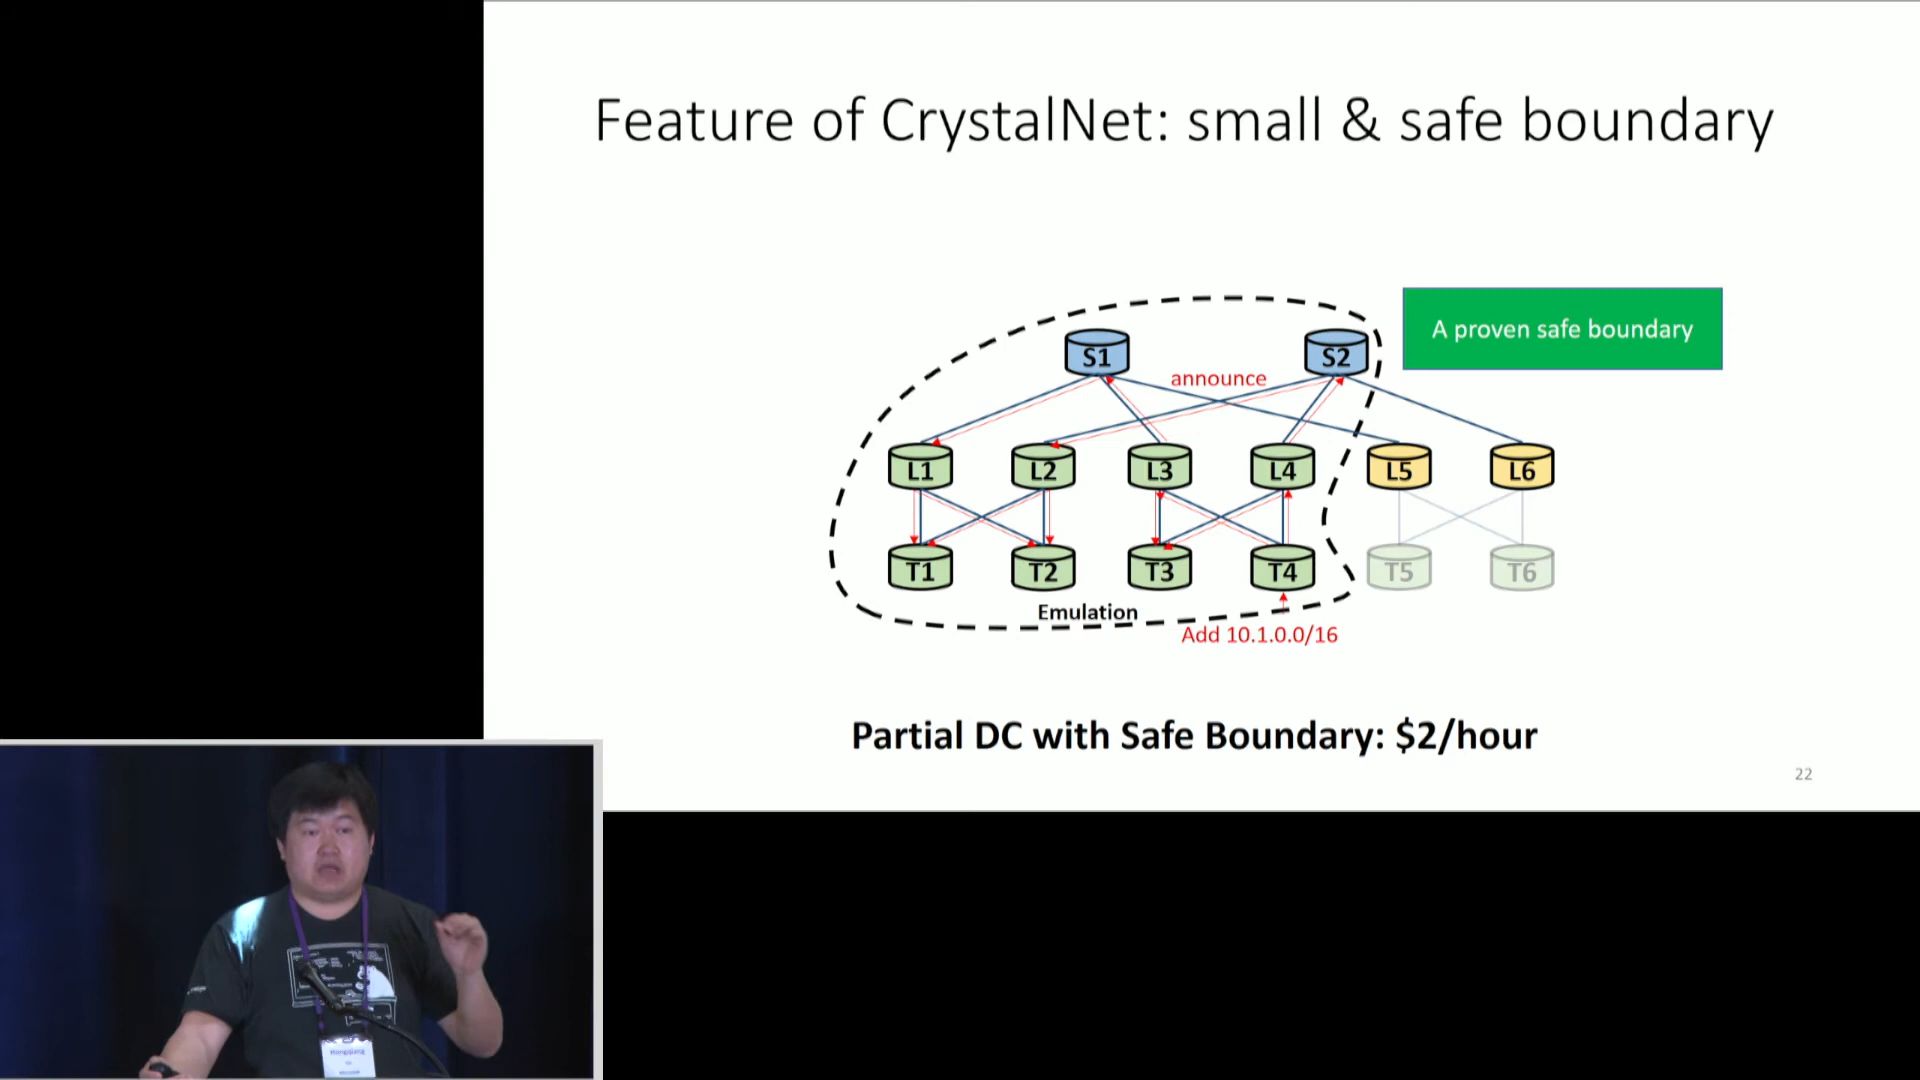 Feature of CrystalNet: small & safe boundary
A proven safe boundary
S1
S2
announce
L1
L2
L3
L4
L5
L6
T1
T2
T3
T4
T5
T6
Emulation
Add 10.1.0.0/16
Partial DC with Safe Boundary: $2/hour
22
Hongqiang